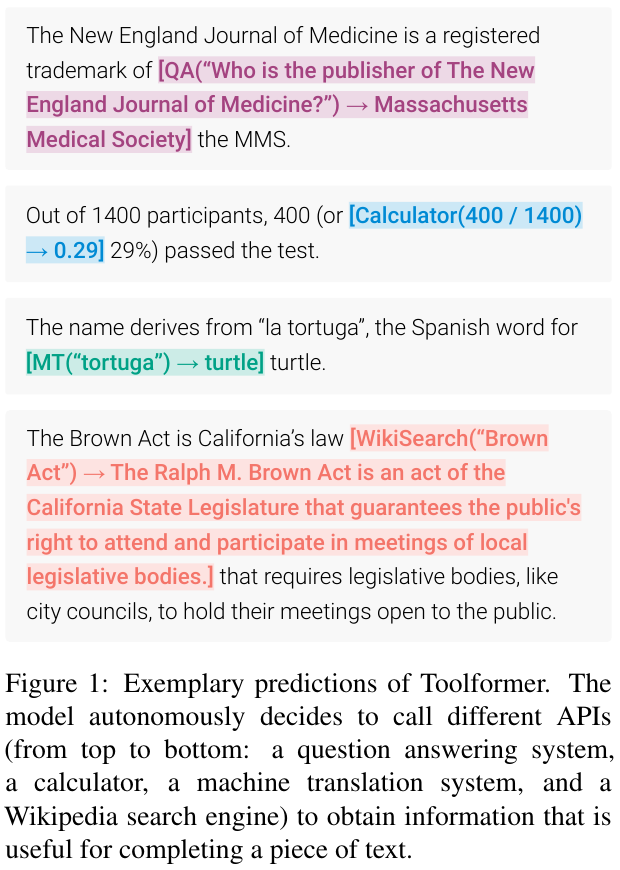 The New England Journal of Medicine is a registered
trademark of [QA(“Who is the publisher of The New
England Journal of Medicine?”) → Massachusetts
Medical Society] the MMS.
Out of 1400 participants, 400 (or [Calculator(400 / 1400)
→ 0.29] 29%) passed the test.
The name derives from “la tortuga”, the Spanish word for
[MT(“tortuga”) → turtle] turtle.
The Brown Act is California’s law [WikiSearch(“Brown
Act”) → The Ralph M. Brown Act is an act of the
California State Legislature that guarantees the public's
right to attend and participate in meetings of local
legislative bodies.] that requires legislative bodies, like
city councils, to hold their meetings open to the public.
Figure 1: Exemplary predictions of Toolformer. The
model autonomously decides to call different APIs
(from top to bottom: a question answering system,
a calculator, a machine translation system, and a
Wikipedia search engine) to obtain information that is
useful for completing a piece of text.